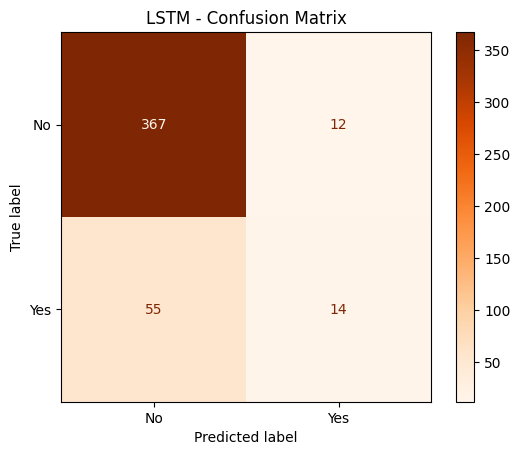 LSTM - Confusion Matrix
No
367
12
Yes
55
14
No
Yes
Predicted label
True label
350
300
250
200
150
100
50